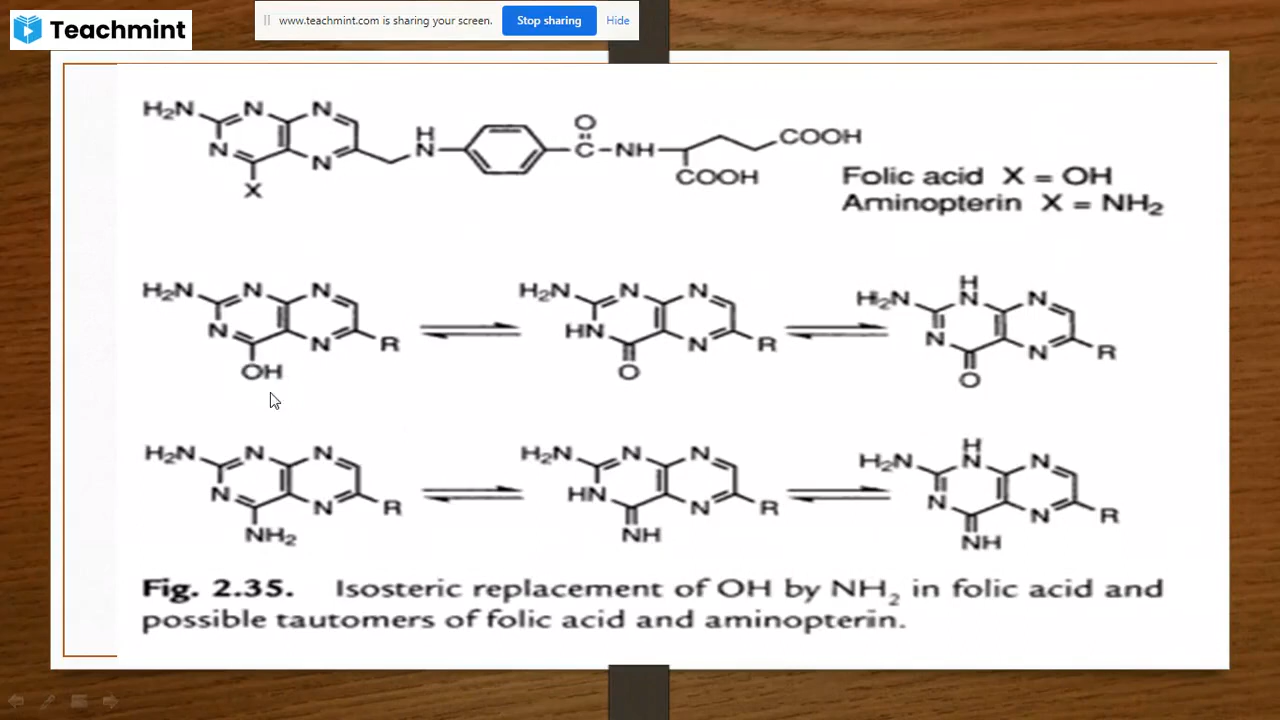 Teachmint
www.teachmint.com is sharing your screen. Stop sharing Hide
H₂N N N
N N H N O C NH COOH
X COOH
Folic acid X = OH
Aminopterin X = NH₂
H₂N N N H₂N N N H₂N H N N
N N R HN N R N N R
OH O O
H₂N N N H₂N N N H₂N H N N
N N R HN N R N N R
NH₂ NH NH
Fig. 2.35. Isosteric replacement of OH by NH₂ in folic acid and
possible tautomers of folic acid and aminopterin.